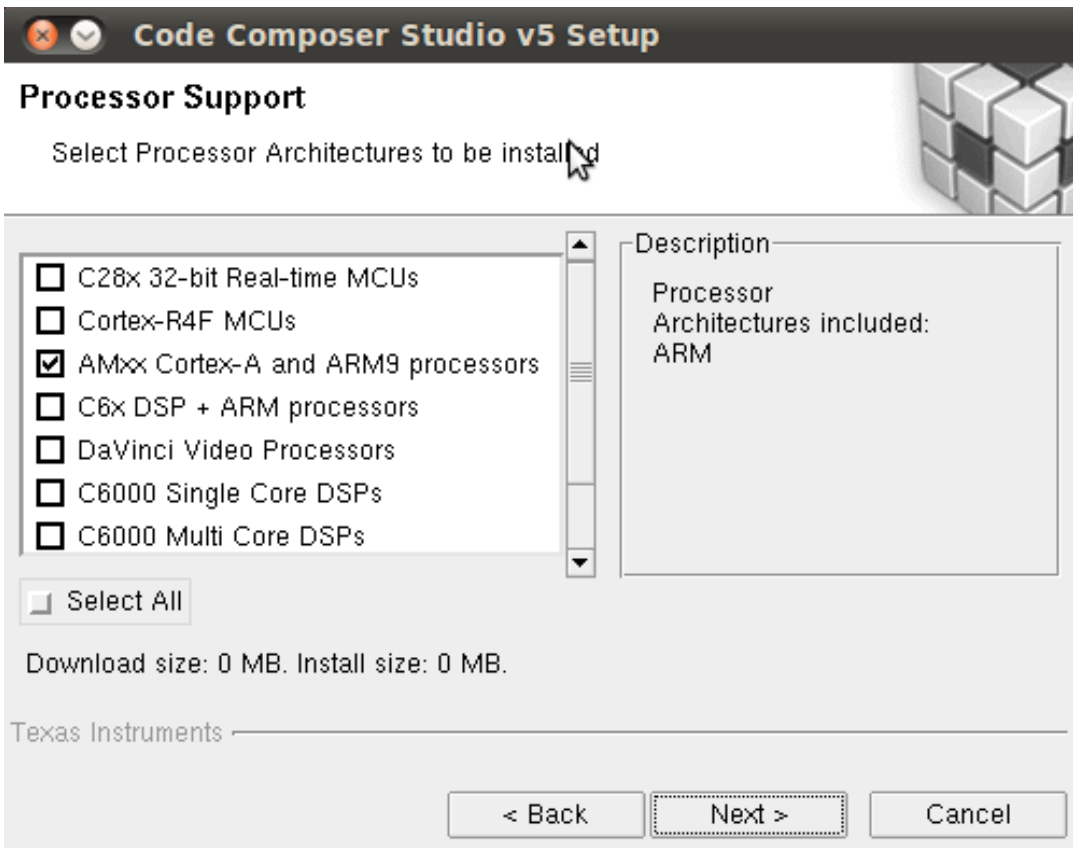 Code Composer Studio v5 Setup
Processor Support
Select Processor Architectures to be installed
C28x 32-bit Real-time MCUs
Cortex-R4F MCUs
AMxx Cortex-A and ARM9 processors
C6x DSP + ARM processors
DaVinci Video Processors
C6000 Single Core DSPs
C6000 Multi Core DSPs
Select All
Description
Processor
Architectures included:
ARM
Download size: 0 MB. Install size: 0 MB.
Texas Instruments
< Back
Next >
Cancel